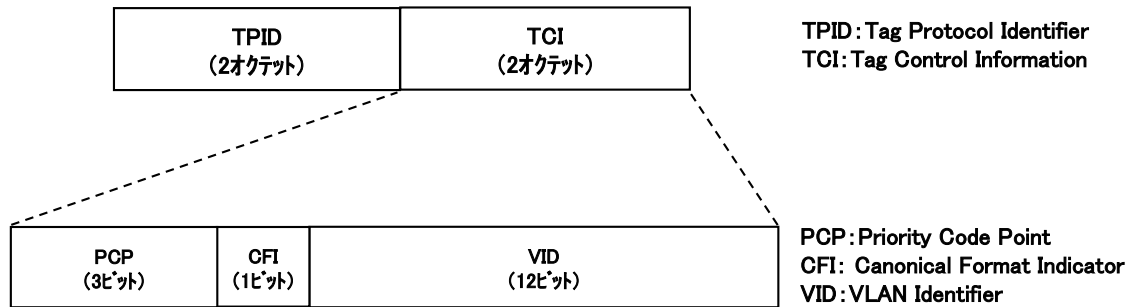 TPID
(2オクテット)
TCI
(2オクテット)
TPID:Tag Protocol Identifier
TCI:Tag Control Information
PCP
(3ビット)
CFI
(1ビット)
VID
(12ビット)
PCP:Priority Code Point
CFI: Canonical Format Indicator
VID:VLAN Identifier